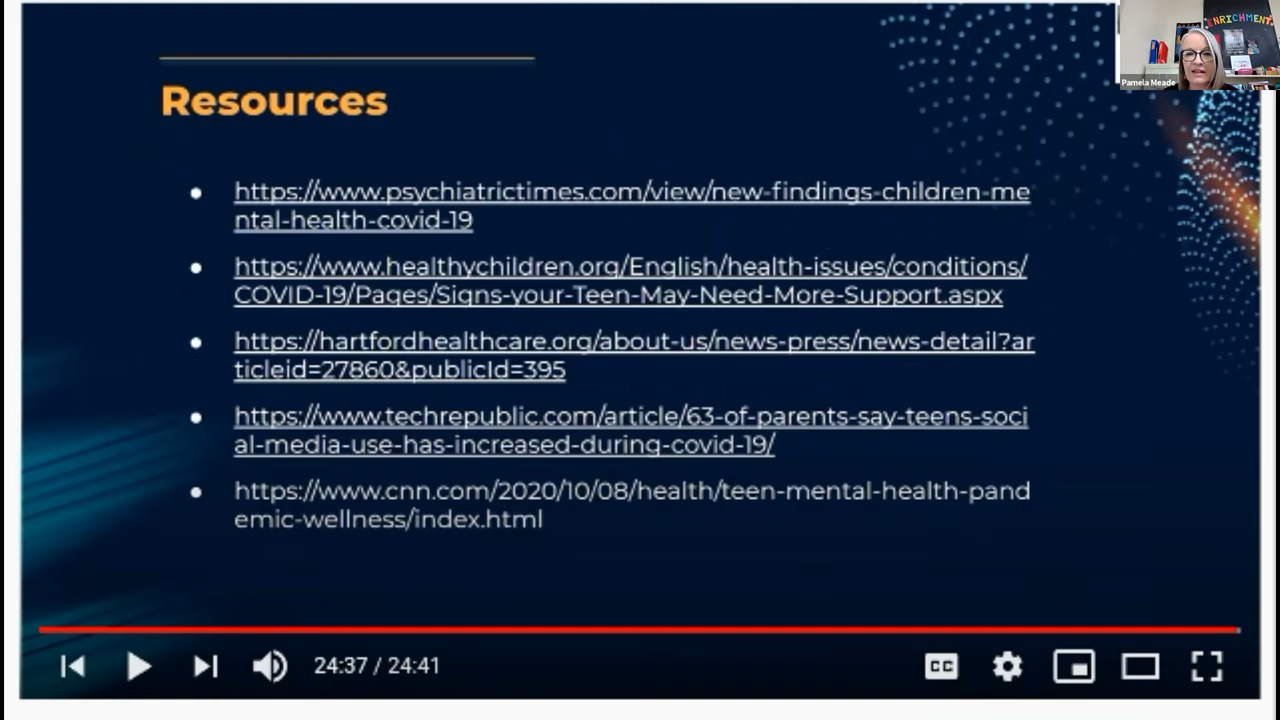 ENRICHMENT
Pamela Meade
Resources
https://www.psychiatrictimes.com/view/new-findings-children-me
ntal-health-covid-19
https://www.healthychildren.org/English/health-issues/conditions/
COVID-19/Pages/Signs-your-Teen-May-Need-More-Support.aspx
https://hartfordhealthcare.org/about-us/news-press/news-detail?ar
ticleid=27860&publicId=395
https://www.techrepublic.com/article/63-of-parents-say-teens-soci
al-media-use-has-increased-during-covid-19/
https://www.cnn.com/2020/10/08/health/teen-mental-health-pand
emic-wellness/index.html
24:37 / 24:41
CC